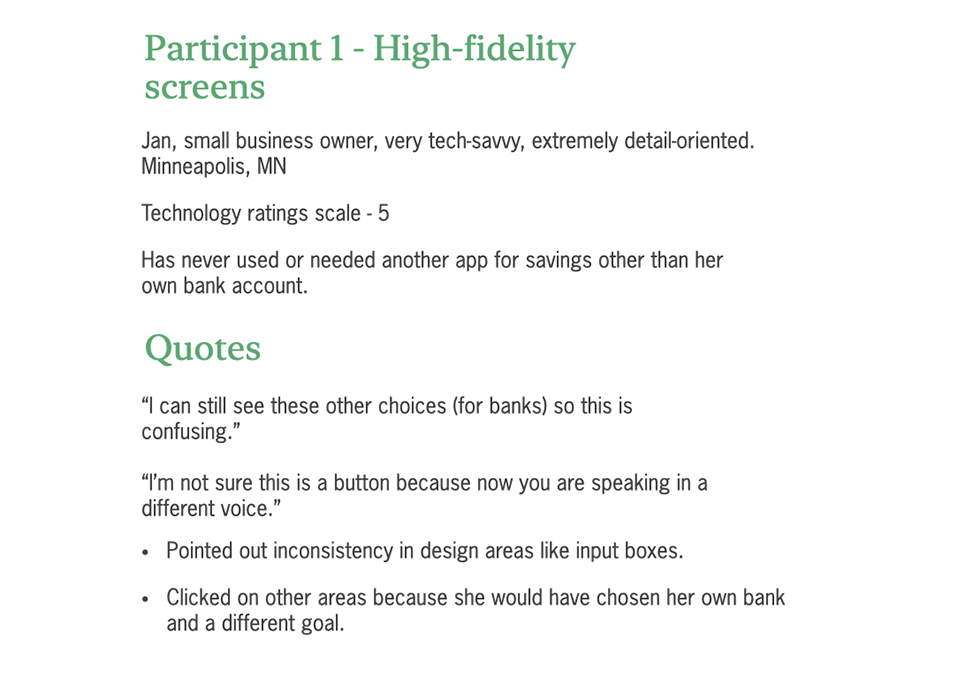 Participant 1 - High-fidelity
screens
Jan, small business owner, very tech-savvy, extremely detail-oriented.
Minneapolis, MN
Technology ratings scale - 5
Has never used or needed another app for savings other than her
own bank account.
Quotes
“I can still see these other choices (for banks) so this is
confusing.”
“I’m not sure this is a button because now you are speaking in a
different voice.”
• Pointed out inconsistency in design areas like input boxes.
• Clicked on other areas because she would have chosen her own bank
and a different goal.